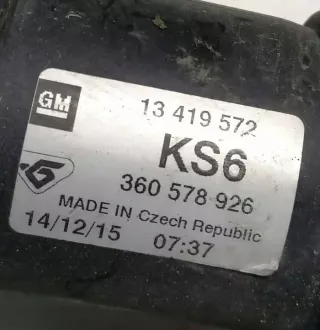 GM 13 419 572
KS6
G 360 578 926
MADE IN Czech Republic
14/12/15 07:37